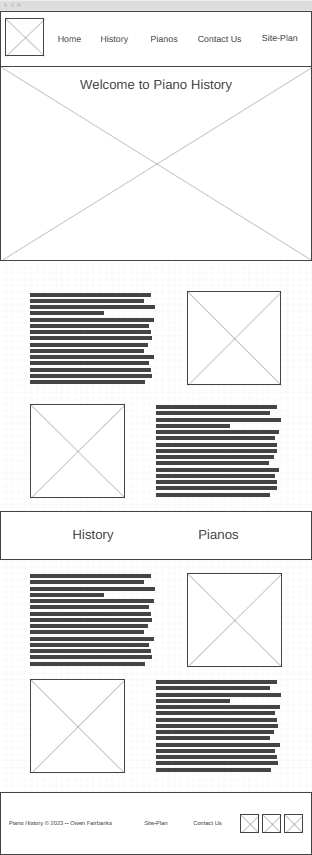 Home History Pianos Contact Us Site-Plan
Welcome to Piano History
History Pianos
Piano History © 2023 – Owen Fairbanks Site-Plan Contact Us